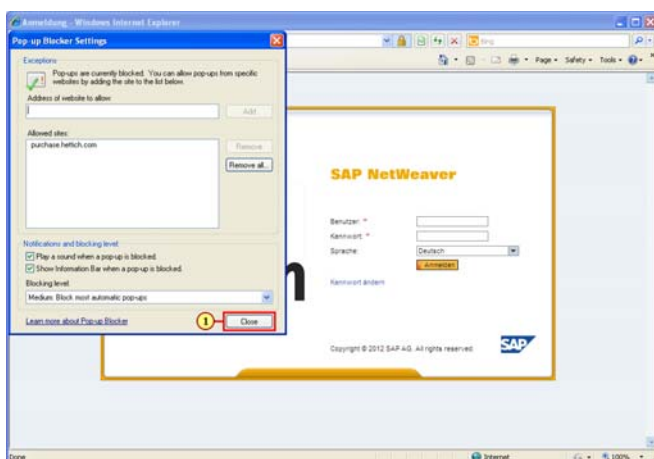 Anmeldung - Windows Internet Explorer
Pop-up Blocker Settings
Bing
Page
Safety
Tools
Exceptions
Pop-ups are currently blocked. You can allow pop-ups from specific
websites by adding the site to the list below.
Address of website to allow:
Add
Allowed sites:
purchase.hettich.com
Remove
Remove all...
Notifications and blocking level:
Play a sound when a pop-up is blocked.
Show Information Bar when a pop-up is blocked.
Blocking level:
Medium: Block most automatic pop-ups
Learn more about Pop-up Blocker
1
Close
SAP NetWeaver
Benutzer: *
Kennwort: *
Sprache:
Deutsch
Anmelden
Kennwort ändern
Copyright © 2012 SAP AG. All rights reserved.
SAP
Done
Internet
100%